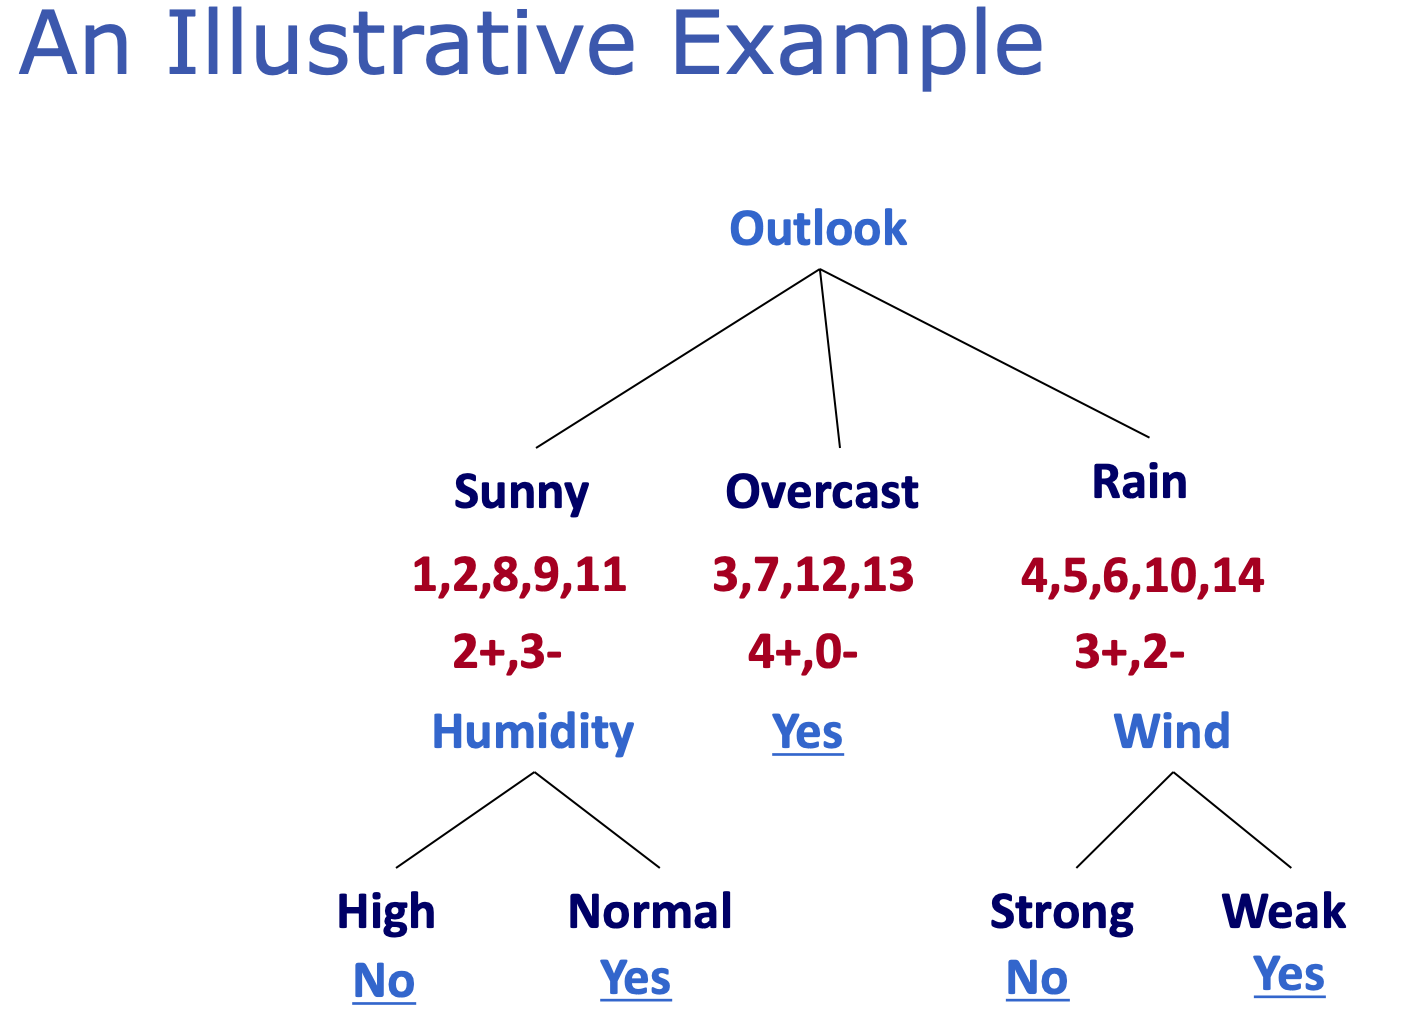 An Illustrative Example
Outlook
Sunny Overcast Rain
1,2,8,9,11 3,7,12,13 4,5,6,10,14
2+,3- 4+,0- 3+,2-
Humidity Yes Wind
High Normal Strong Weak
No Yes No Yes